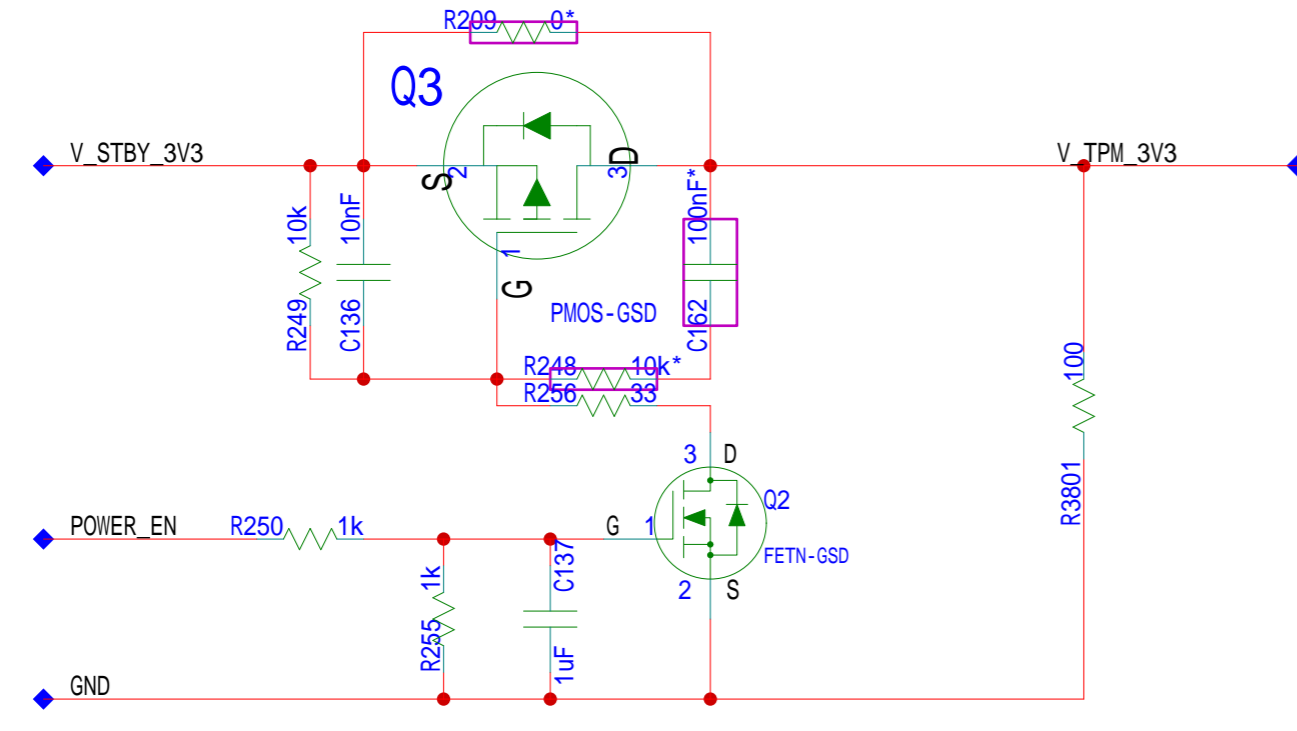 R209 0*
Q3
V_STBY_3V3
S 2
3 D
V_TPM_3V3
10k
10nF
100nF*
1
G
R249
C136
C162
PMOS-GSD
R248 10k*
R256 33
100
R3801
3 D
Q2
POWER_EN
R250 1k
G 1
FETN-GSD
C137
1k
2 S
R255
1uF
GND